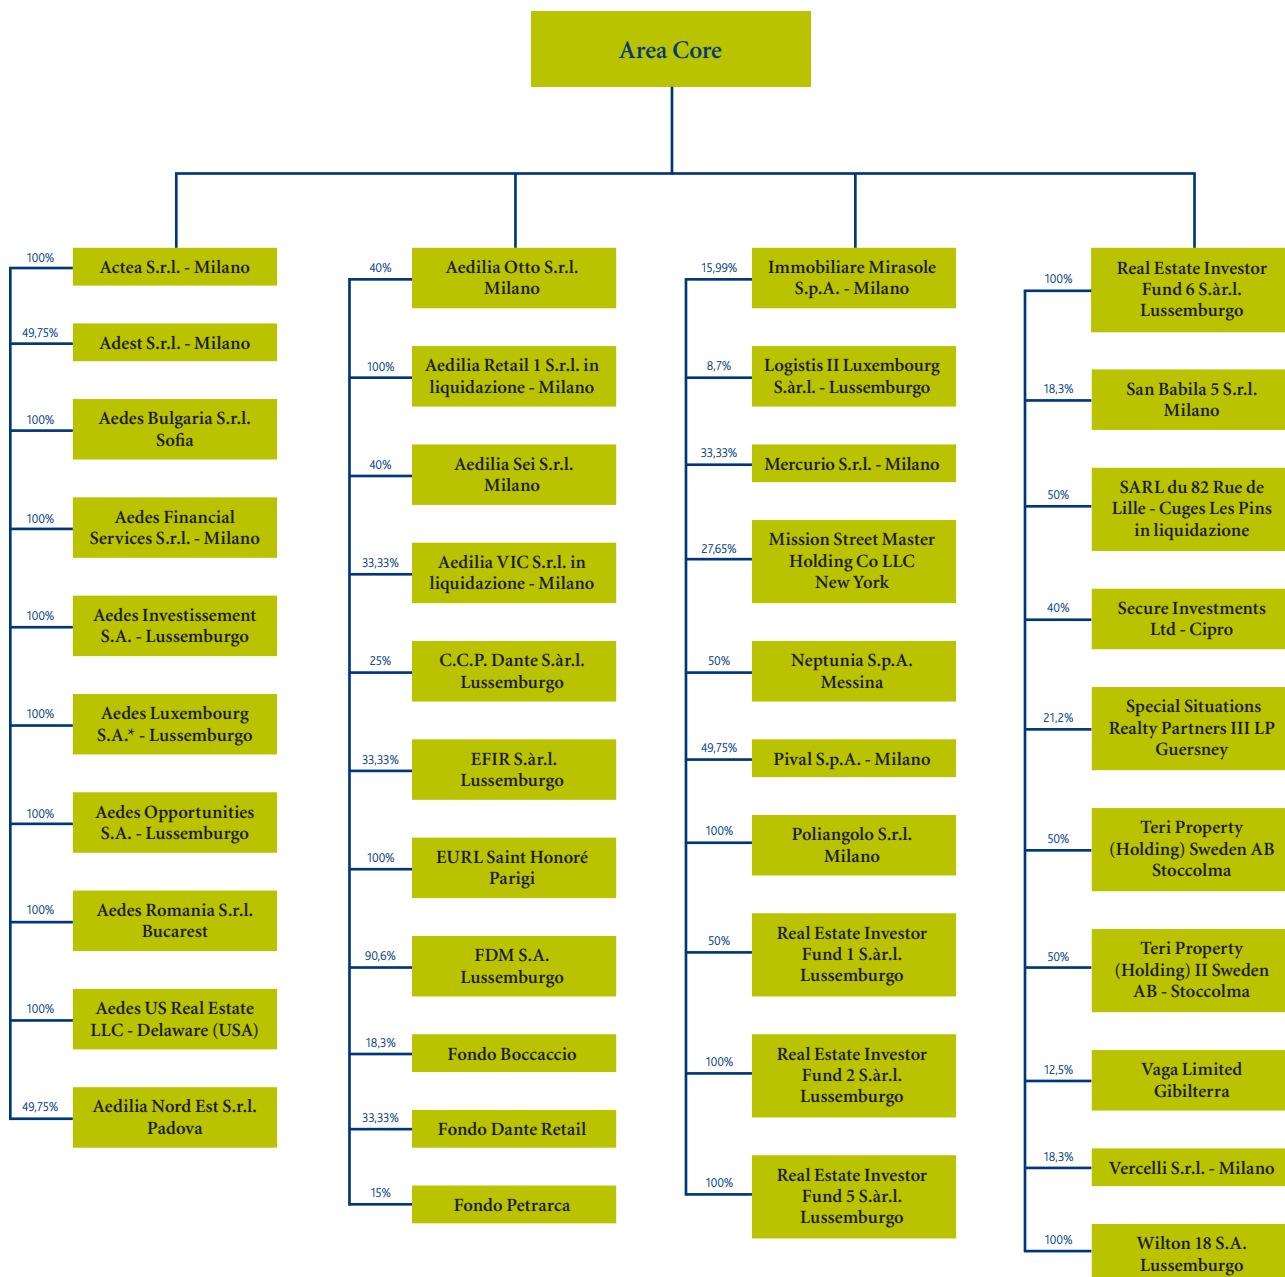 Area Core
100%
Actea S.r.l. - Milano
49,75%
Adest S.r.l. - Milano
100%
Aedes Bulgaria S.r.l.
Sofia
100%
Aedes Financial
Services S.r.l. - Milano
100%
Aedes Investissement
S.A. - Lussemburgo
100%
Aedes Luxembourg
S.A.* - Lussemburgo
100%
Aedes Opportunities
S.A. - Lussemburgo
100%
Aedes Romania S.r.l.
Bucarest
100%
Aedes US Real Estate
LLC - Delaware (USA)
49,75%
Aedilia Nord Est S.r.l.
Padova
40%
Aedilia Otto S.r.l.
Milano
100%
Aedilia Retail 1 S.r.l. in
liquidazione - Milano
40%
Aedilia Sei S.r.l.
Milano
33,33%
Aedilia VIC S.r.l. in
liquidazione - Milano
25%
C.C.P. Dante S.àr.l.
Lussemburgo
33,33%
EFIR S.àr.l.
Lussemburgo
100%
EURL Saint Honoré
Parigi
90,6%
FDM S.A.
Lussemburgo
18,3%
Fondo Boccaccio
33,33%
Fondo Dante Retail
15%
Fondo Petrarca
15,99%
Immobiliare Mirasole
S.p.A. - Milano
8,7%
Logistis II Luxembourg
S.àr.l. - Lussemburgo
33,33%
Mercurio S.r.l. - Milano
27,65%
Mission Street Master
Holding Co LLC
New York
50%
Neptunia S.p.A.
Messina
49,75%
Pival S.p.A. - Milano
100%
Poliangolo S.r.l.
Milano
50%
Real Estate Investor
Fund 1 S.àr.l.
Lussemburgo
100%
Real Estate Investor
Fund 2 S.àr.l.
Lussemburgo
100%
Real Estate Investor
Fund 5 S.àr.l.
Lussemburgo
100%
Real Estate Investor
Fund 6 S.àr.l.
Lussemburgo
18,3%
San Babila 5 S.r.l.
Milano
50%
SARL du 82 Rue de
Lille - Cuges Les Pins
in liquidazione
40%
Secure Investments
Ltd - Cipro
21,2%
Special Situations
Realty Partners III LP
Guersney
50%
Teri Property
(Holding) Sweden AB
Stoccolma
50%
Teri Property
(Holding) II Sweden
AB - Stoccolma
12,5%
Vaga Limited
Gibilterra
18,3%
Vercelli S.r.l. - Milano
100%
Wilton 18 S.A.
Lussemburgo